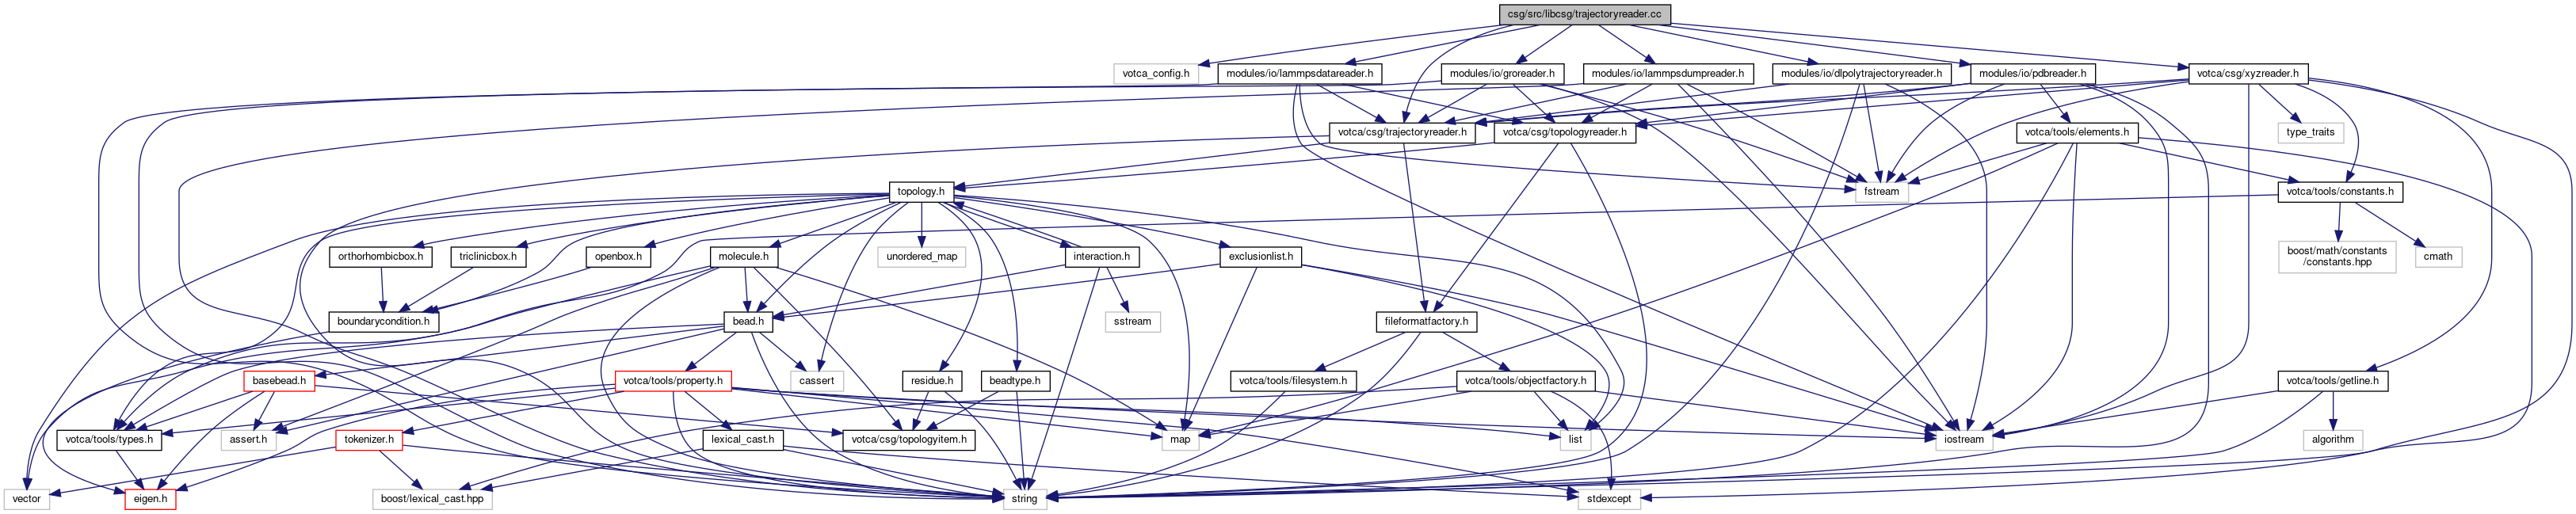 csg/src/libcsg/trajectoryreader.cc
votca_config.h
modules/io/lammpsdatareader.h
modules/io/groreader.h
modules/io/lammpsdumpreader.h
modules/io/dlpolytrajectoryreader.h
modules/io/pdbreader.h
votca/csg/xyzreader.h
votca/csg/trajectoryreader.h
votca/csg/topologyreader.h
votca/tools/elements.h
type_traits
topology.h
fstream
votca/tools/constants.h
orthorhombicbox.h
triclinicbox.h
openbox.h
molecule.h
unordered_map
interaction.h
exclusionlist.h
boost/math/constants
/constants.hpp
cmath
boundarycondition.h
bead.h
sstream
fileformatfactory.h
basebead.h
votca/tools/property.h
cassert
residue.h
beadtype.h
votca/tools/filesystem.h
votca/tools/objectfactory.h
votca/tools/getline.h
votca/tools/types.h
assert.h
tokenizer.h
lexical_cast.h
votca/csg/topologyitem.h
map
list
iostream
algorithm
vector
eigen.h
boost/lexical_cast.hpp
string
stdexcept